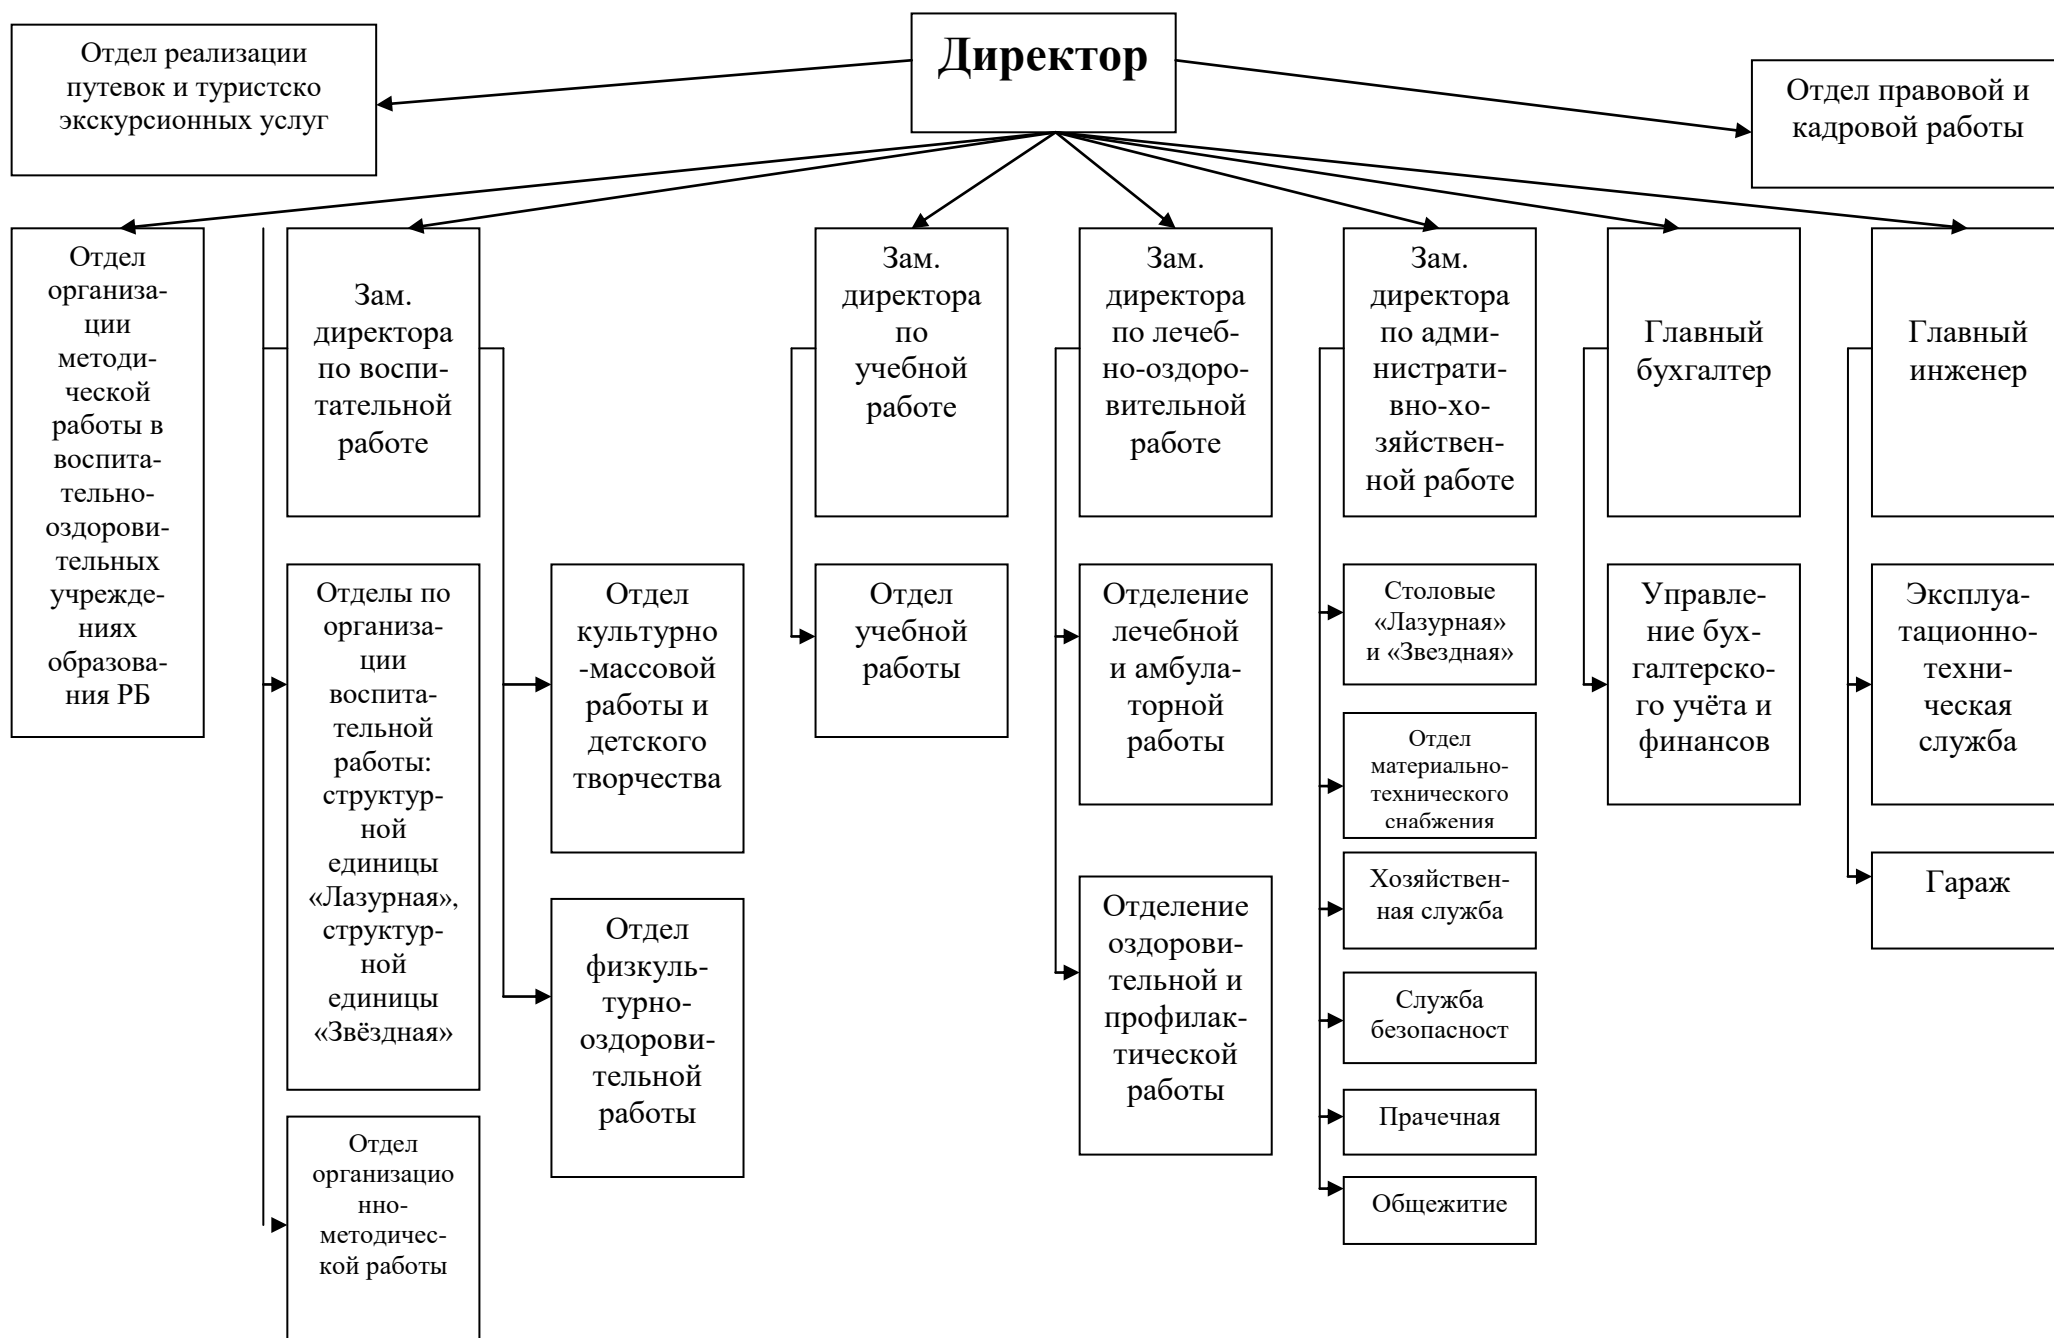 Директор
Отдел реализации
путевок и туристско
экскурсионных услуг
Отдел правовой и
кадровой работы
Отдел
организа-
ции
методи-
ческой
работы в
воспита-
тельно-
оздорови-
тельных
учрежде-
ниях
образова-
ния РБ
Зам.
директора
по воспи-
тательной
работе
Зам.
директора
по
учебной
работе
Зам.
директора
по лечеб-
но-оздоро-
вительной
работе
Зам.
директора
по адми-
нистрати-
вно-хо-
зяйствен-
ной работе
Главный
бухгалтер
Главный
инженер
Отделы по
организа-
ции
воспита-
тельной
работы:
структур-
ной
единицы
«Лазурная»,
структур-
ной
единицы
«Звёздная»
Отдел
культурно
-массовой
работы и
детского
творчества
Отдел
учебной
работы
Отделение
лечебной
и амбула-
торной
работы
Столовые
«Лазурная»
и «Звездная»
Управле-
ние бух-
галтерско-
го учёта и
финансов
Эксплуа-
тационно-
техни-
ческая
служба
Отдел
материально-
технического
снабжения
Хозяйствен-
ная служба
Гараж
Отдел
физкуль-
турно-
оздорови-
тельной
работы
Отделение
оздорови-
тельной и
профилак-
тической
работы
Служба
безопасност
Прачечная
Общежитие
Отдел
организацио
нно-
методичес-
кой работы